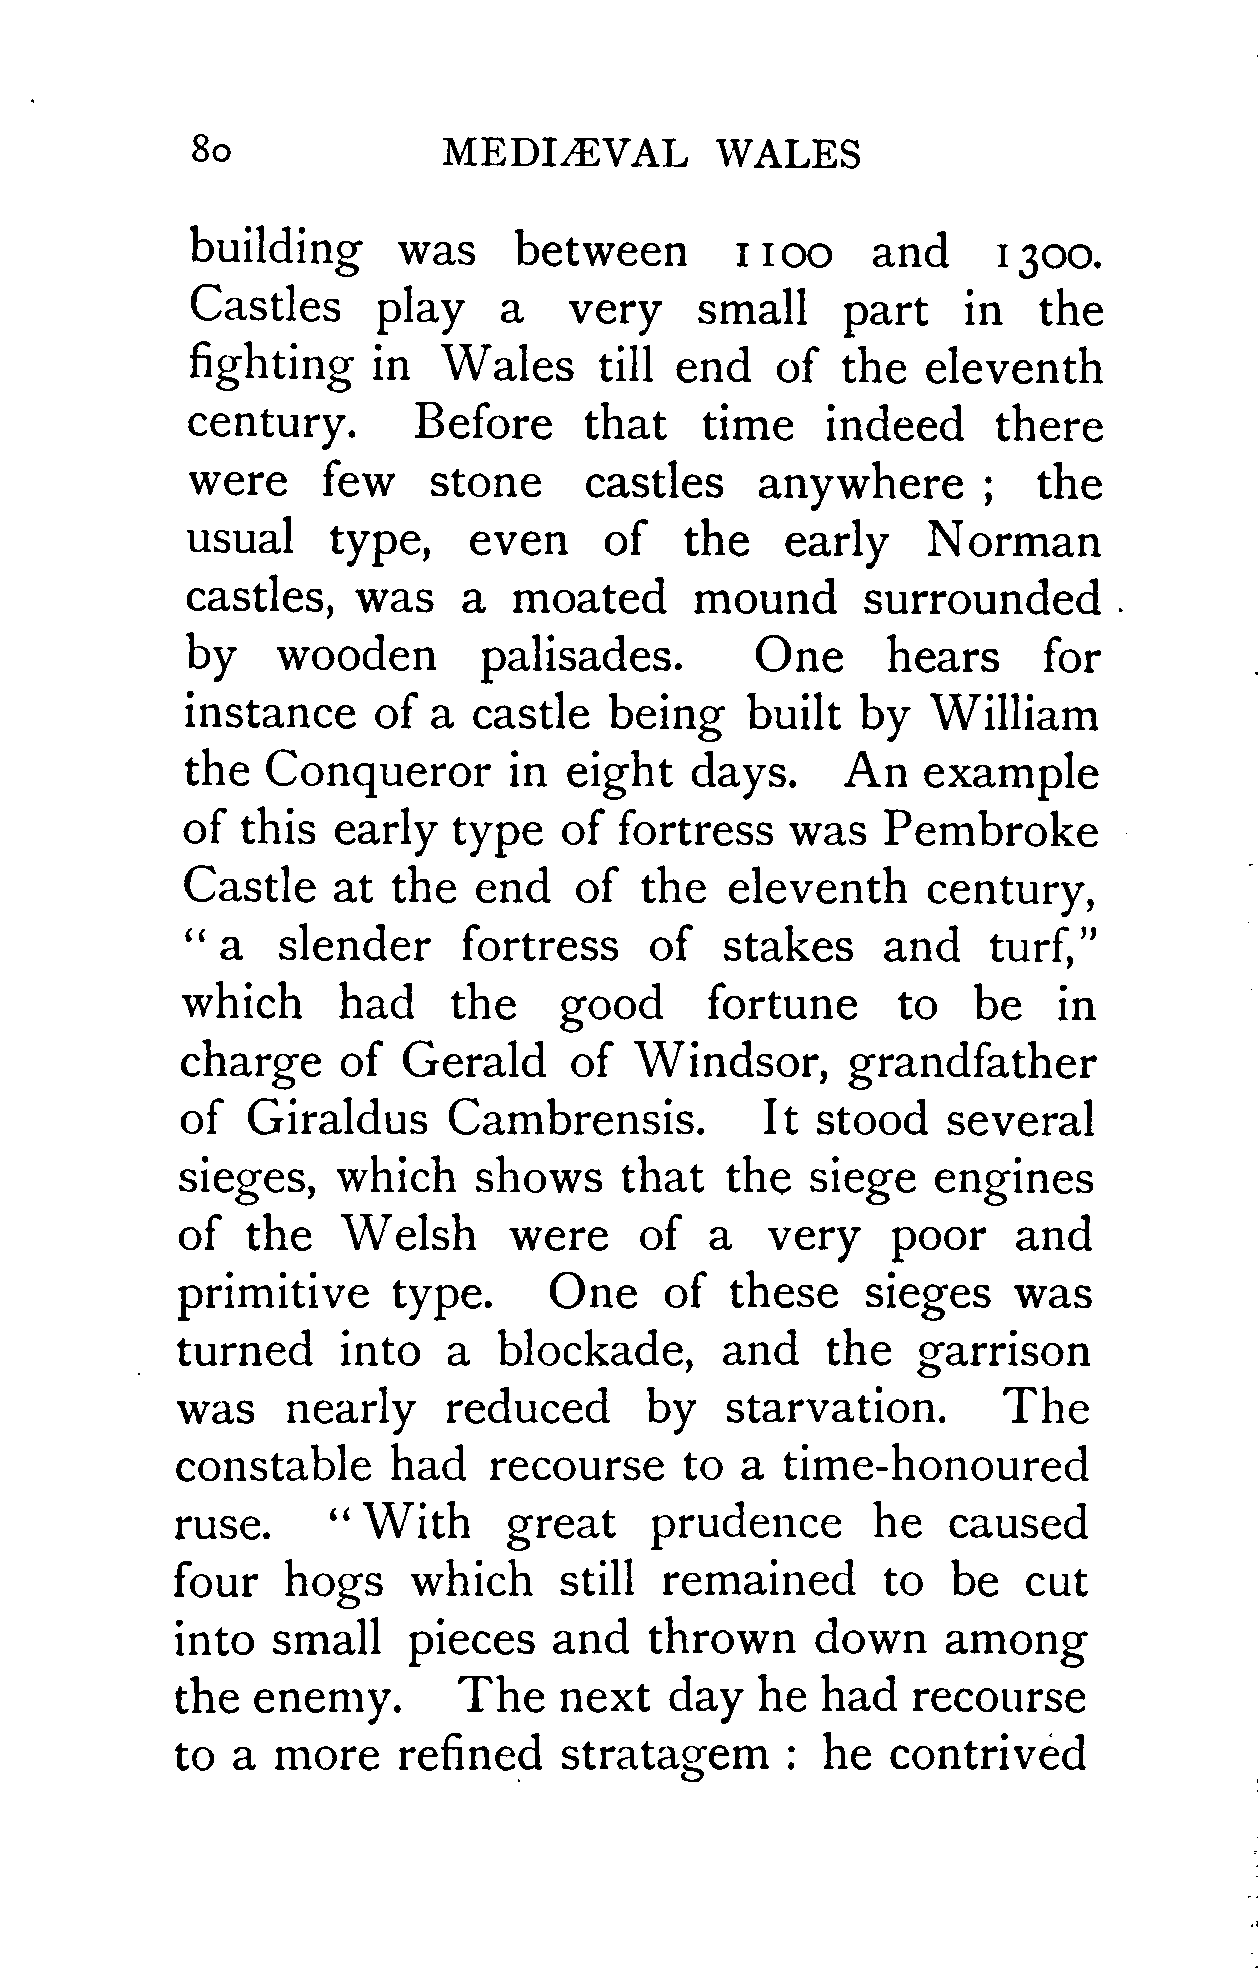 80 MEDIÆVAL WALES
building was between 1100 and 1300.
Castles play a very small part in the
fighting in Wales till end of the eleventh
century. Before that time indeed there
were few stone castles anywhere ; the
usual type, even of the early Norman
castles, was a moated mound surrounded
by wooden palisades. One hears for
instance of a castle being built by William
the Conqueror in eight days. An example
of this early type of fortress was Pembroke
Castle at the end of the eleventh century,
“ a slender fortress of stakes and turf,”
which had the good fortune to be in
charge of Gerald of Windsor, grandfather
of Giraldus Cambrensis. It stood several
sieges, which shows that the siege engines
of the Welsh were of a very poor and
primitive type. One of these sieges was
turned into a blockade, and the garrison
was nearly reduced by starvation. The
constable had recourse to a time-honoured
ruse. “ With great prudence he caused
four hogs which still remained to be cut
into small pieces and thrown down among
the enemy. The next day he had recourse
to a more refined stratagem : he contrived